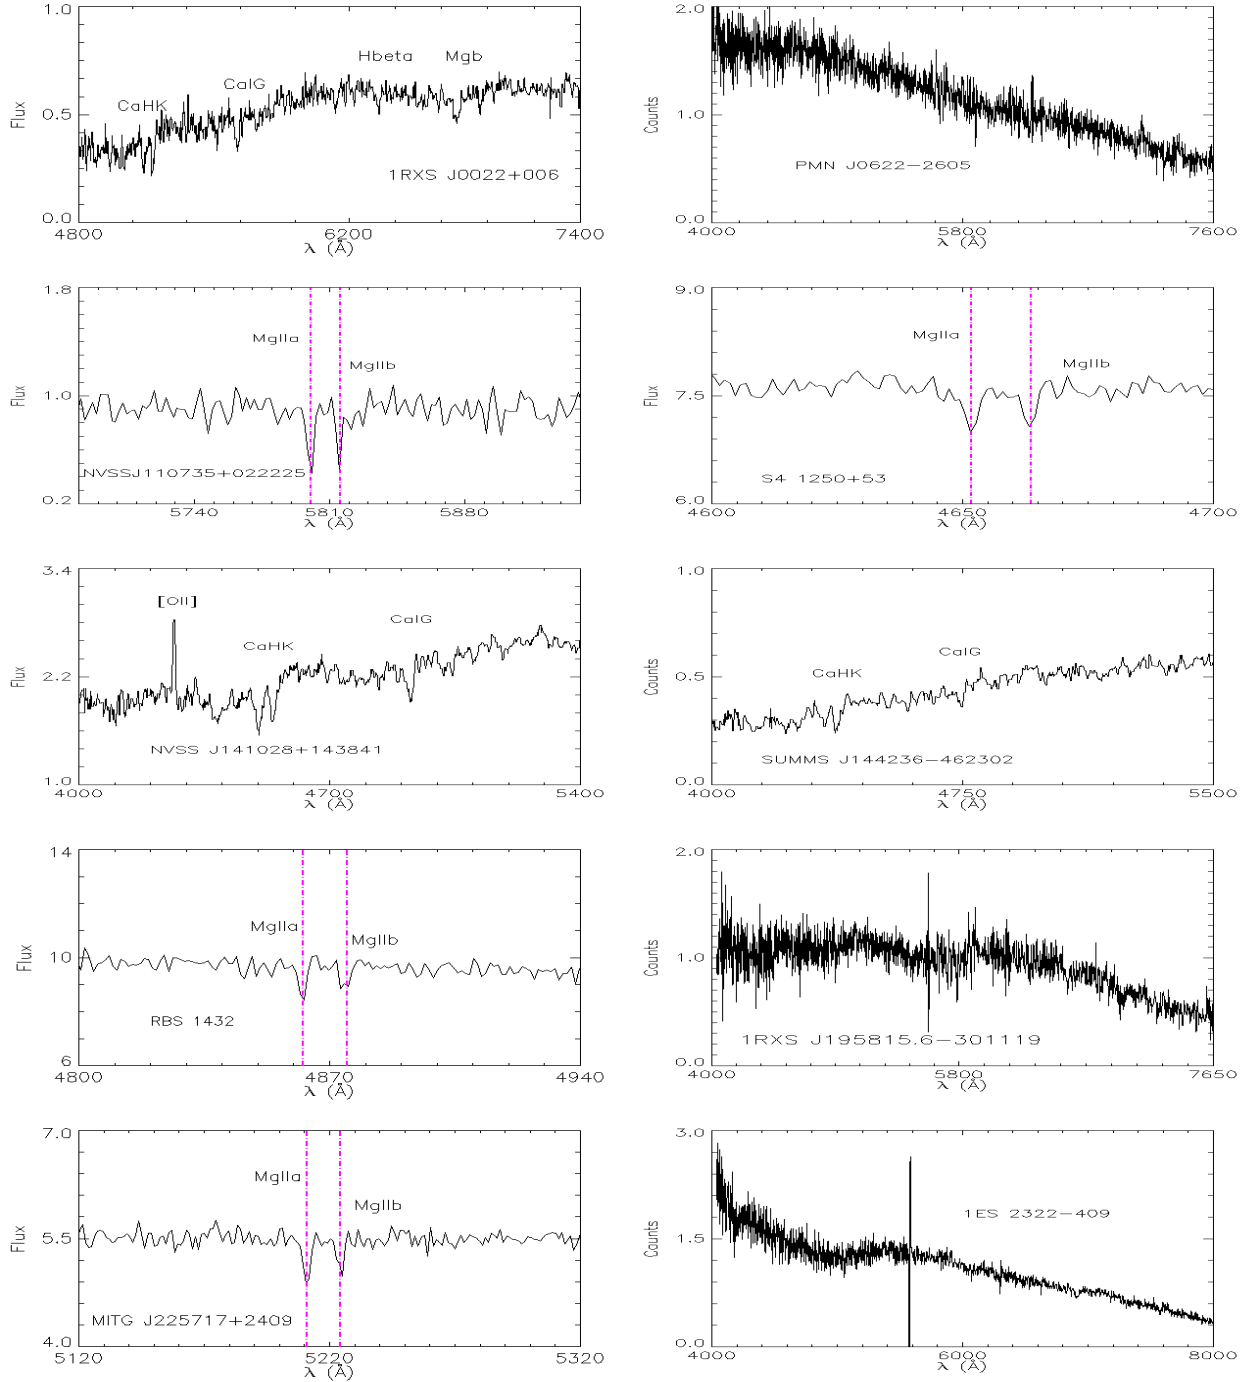 1.0
Hbeta
Mgb
CaIG
CaHK
0.5
Flux
1RXS J0022+006
0.0
4800
6200
7400
λ (Å)
2.0
1.0
Counts
PMN J0622−2605
0.0
4000
5800
7600
λ (Å)
1.8
MgIIa
MgIIb
1.0
Flux
NVSSJ110735+022225
0.2
5740
5810
5880
λ (Å)
9.0
MgIIa
MgIIb
7.5
Flux
S4 1250+53
6.0
4600
4650
4700
λ (Å)
3.4
[OII]
CaIG
CaHK
2.2
Flux
NVSS J141028+143841
1.0
4000
4700
5400
λ (Å)
1.0
CaIG
CaHK
0.5
Counts
SUMMS J144236−462302
0.0
4000
4750
5500
λ (Å)
14
MgIIa
MgIIb
10
Flux
RBS 1432
6
4800
4870
4940
λ (Å)
2.0
1.0
Counts
1RXS J195815.6−301119
0.0
4000
5800
7650
λ (Å)
7.0
MgIIa
MgIIb
5.5
Flux
MITG J225717+2409
4.0
5120
5220
5320
λ (Å)
3.0
1ES 2322−409
1.5
Counts
0.0
4000
6000
8000
λ (Å)